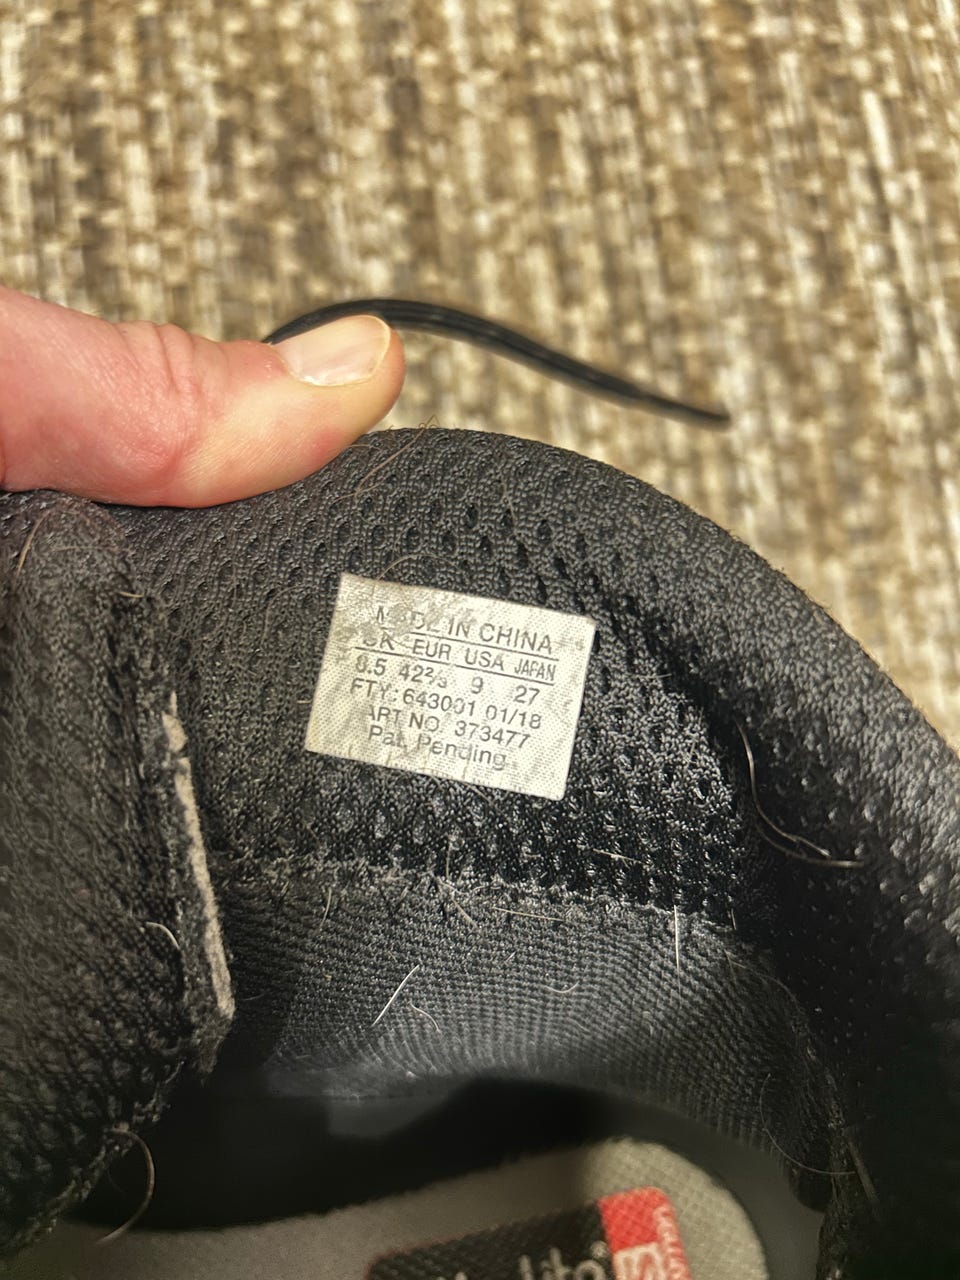 MADE IN CHINA
UK EUR USA JAPAN
8.5 42⅔ 9 27
FTY: 643001 01/18
ART NO 373477
Pat. Pending